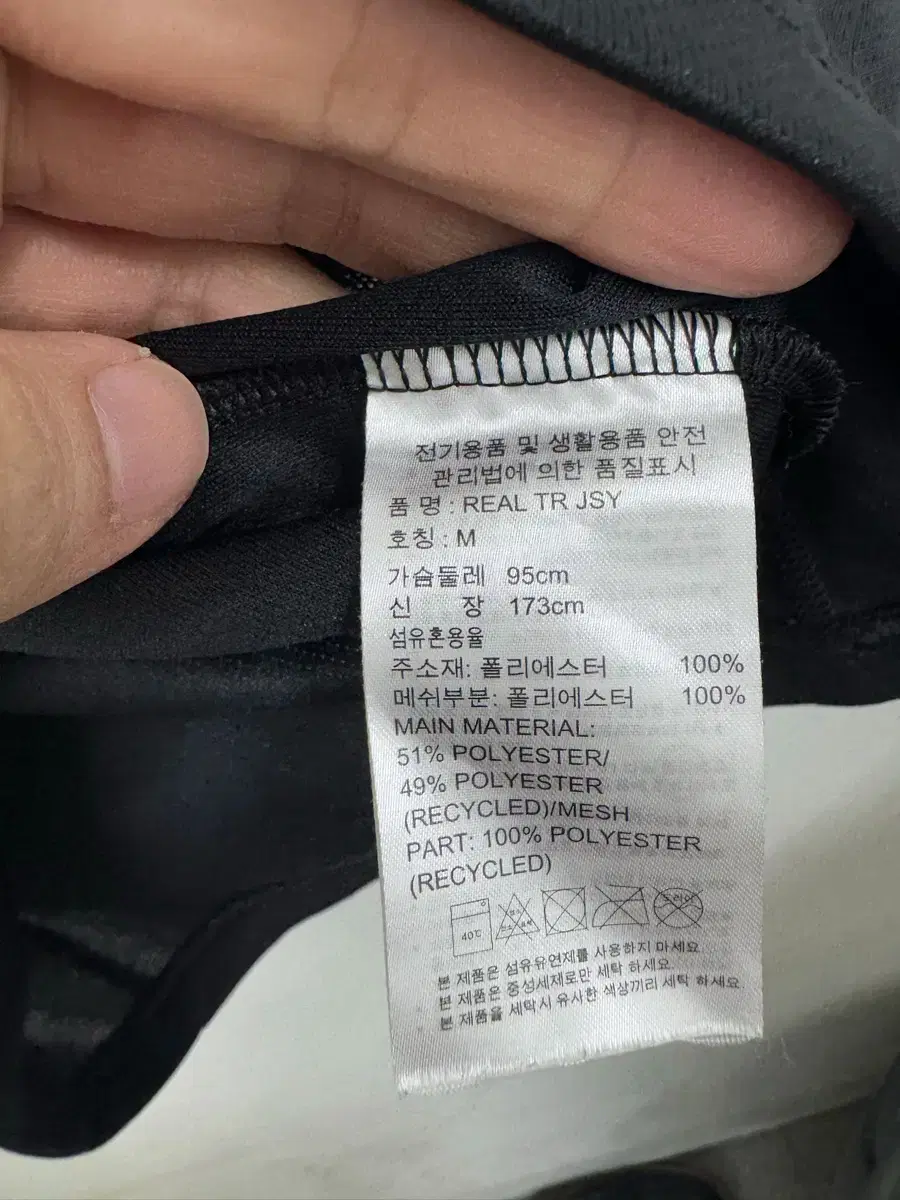 전기용품 및 생활용품 안전
관리법에 의한 품질표시
품 명 : REAL TR JSY
호칭 : M
가슴둘레 95cm
신 장 173cm
섬유혼용율
주소재: 폴리에스터 100%
메쉬부분: 폴리에스터 100%
MAIN MATERIAL:
51% POLYESTER/
49% POLYESTER
(RECYCLED)/MESH
PART: 100% POLYESTER
(RECYCLED)
40℃ 드라이
본 제품은 섬유유연제를 사용하지 마세요
본 제품은 중성세제로만 세탁 하세요
본 제품을 세탁시 유사한 색상끼리 세탁 하세요